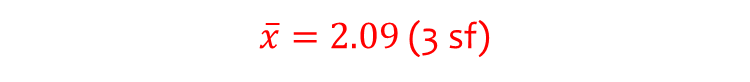 x̄ = 2.09 (3 sf)